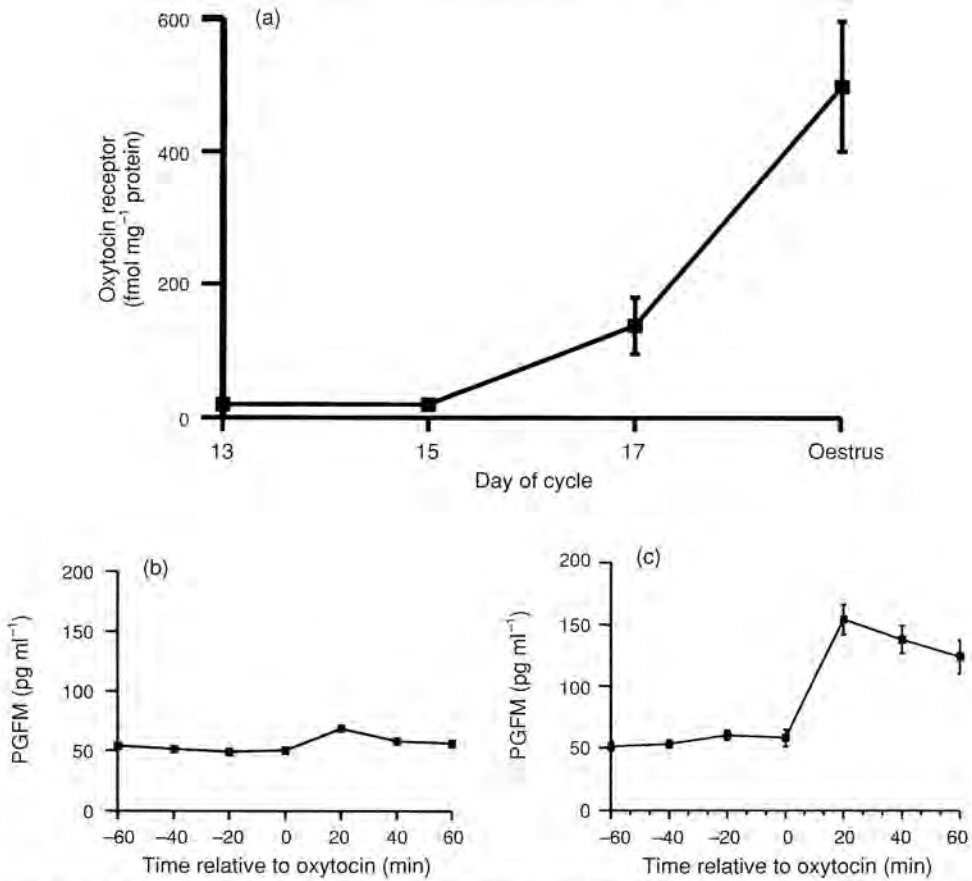 (a)
600
400
200
0
Oxytocin receptor
(fmol mg⁻¹ protein)
13 15 17 Oestrus
Day of cycle
(b)
200
150
100
50
0
PGFM (pg ml⁻¹)
−60 −40 −20 0 20 40 60
Time relative to oxytocin (min)
(c)
200
150
100
50
0
PGFM (pg ml⁻¹)
−60 −40 −20 0 20 40 60
Time relative to oxytocin (min)